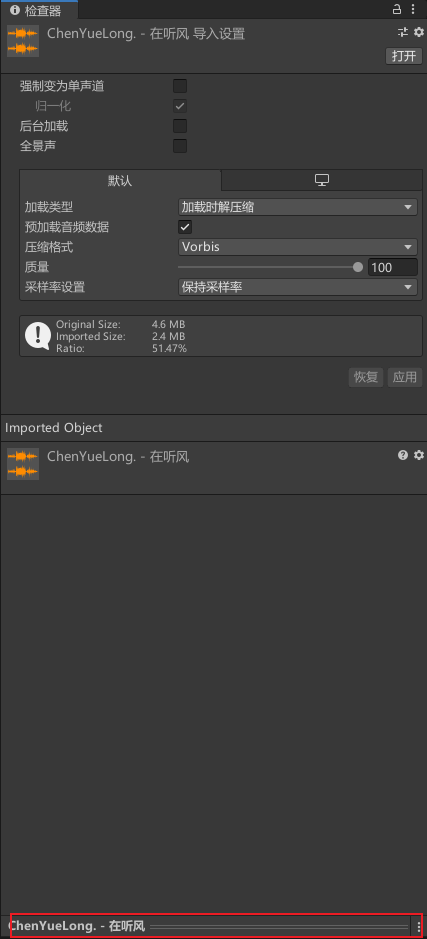 检查器
ChenYueLong. - 在听风 导入设置
打开
强制变为单声道
归一化
后台加载
全景声
默认
加载类型 加载时解压缩
预加载音频数据
压缩格式 Vorbis
质量 100
采样率设置 保持采样率
Original Size: 4.6 MB
Imported Size: 2.4 MB
Ratio: 51.47%
恢复 应用
Imported Object
ChenYueLong. - 在听风
ChenYueLong. - 在听风